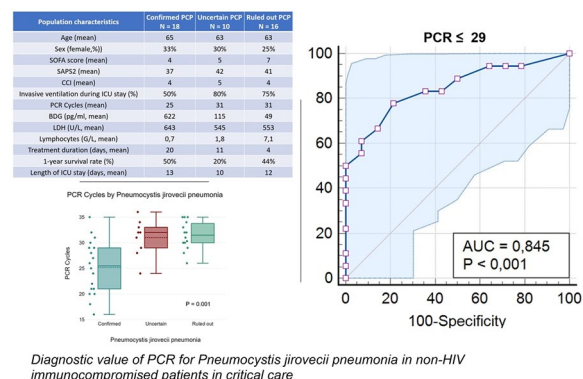 Population characteristics Confirmed PCP N = 18 Uncertain PCP N = 10 Ruled out PCP N = 16
Age (mean) 65 63 63
Sex (female,%)) 33% 30% 25%
SOFA score (mean) 4 5 7
SAPS2 (mean) 37 42 41
CCI (mean) 4 5 4
Invasive ventilation during ICU stay (%) 50% 80% 75%
PCR Cycles (mean) 25 31 31
BDG (pg/ml, mean) 622 115 49
LDH (U/L, mean) 643 545 553
Lymphocytes (G/L, mean) 0,7 1,8 7,1
Treatment duration (days, mean) 20 11 4
1-year survival rate (%) 50% 20% 44%
Length of ICU stay (days, mean) 13 10 12
PCR Cycles by Pneumocystis jirovecii pneumonia
35
30
25
20
15
PCR Cycles
P = 0.001
Confirmed Uncertain Ruled out
Pneumocystis jirovecii pneumonia
PCR ≤ 29
100
80
60
40
20
0
AUC = 0,845
P < 0,001
0 20 40 60 80 100
100-Specificity
Diagnostic value of PCR for Pneumocystis jirovecii pneumonia in non-HIV
immunocompromised patients in critical care